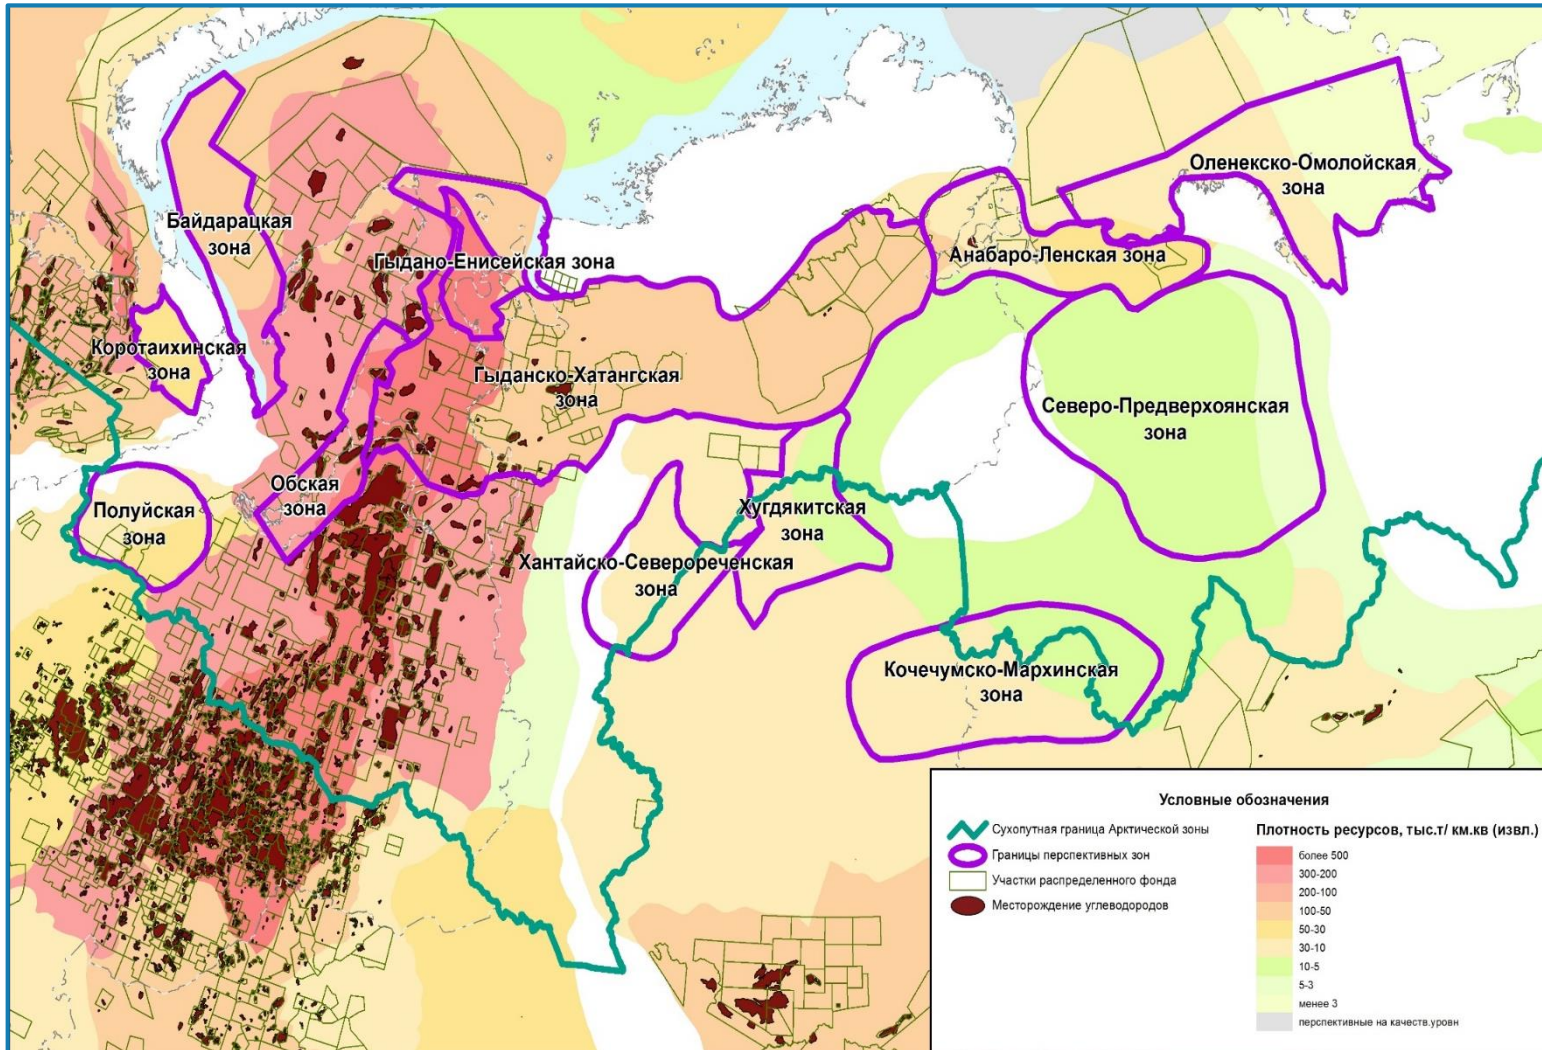 Оленекско-Омолойская
зона
Байдарацкая
зона
Анабаро-Ленская зона
Гыдано-Енисейская зона
Коротаихинская
зона
Гыданско-Хатангская
зона
Северо-Предверхоянская
зона
Обская
зона
Полуйская
зона
Хугдякитская
зона
Хантайско-Северореченская
зона
Кочечумско-Мархинская
зона
Условные обозначения
Сухопутная граница Арктической зоны
Границы перспективных зон
Участки распределенного фонда
Месторождение углеводородов
Плотность ресурсов, тыс.т/ км.кв (извл.)
более 500
300-200
200-100
100-50
50-30
30-10
10-5
5-3
менее 3
перспективные на качеств.уровн